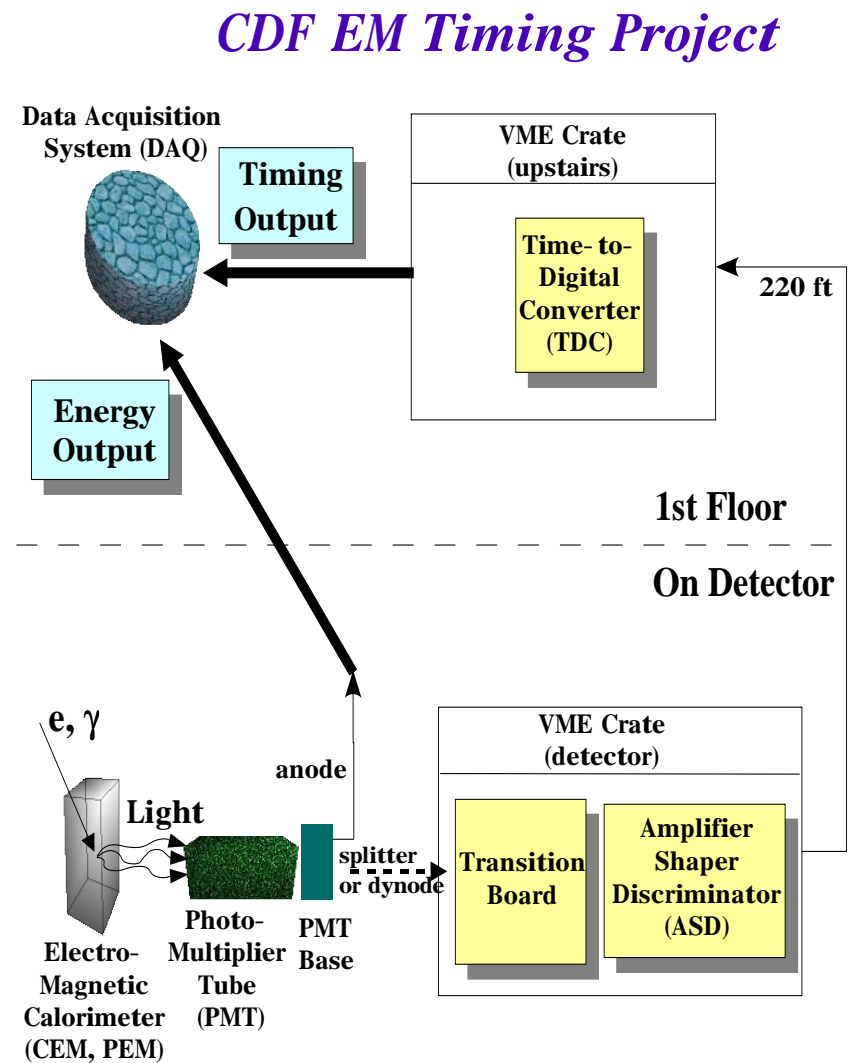 CDF EM Timing Project
Data Acquisition
System (DAQ)
Timing
Output
VME Crate
(upstairs)
Time- to-
Digital
Converter
(TDC)
220 ft
Energy
Output
1st Floor
On Detector
e, γ
Light
anode
splitter
or dynode
VME Crate
(detector)
Transition
Board
Amplifier
Shaper
Discriminator
(ASD)
Electro-
Magnetic
Calorimeter
(CEM, PEM)
Photo-
Multiplier
Tube
(PMT)
PMT
Base